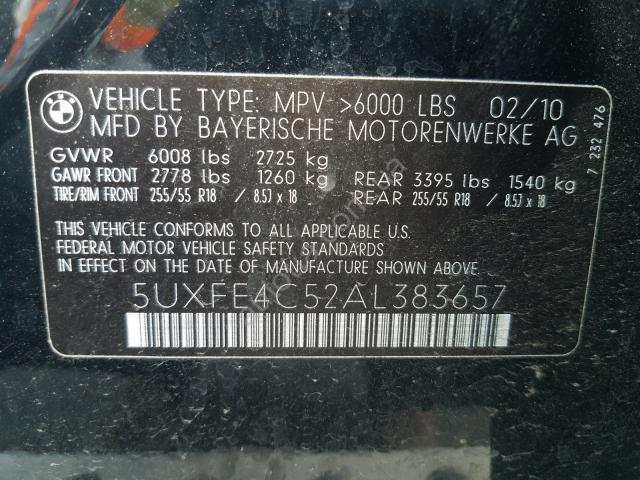 BMW
VEHICLE TYPE: MPV >6000 LBS 02/10
MFD BY BAYERISCHE MOTORENWERKE AG
GVWR 6008 lbs 2725 kg
GAWR FRONT 2778 lbs 1260 kg REAR 3395 lbs 1540 kg
TIRE/RIM FRONT 255/55 R18 / 8.5J x 18 REAR 255/55 R18 / 8.5J x 18
THIS VEHICLE CONFORMS TO ALL APPLICABLE U.S.
FEDERAL MOTOR VEHICLE SAFETY STANDARDS
IN EFFECT ON THE DATE OF MANUFACTURE SHOWN ABOVE.
5UXFE4C52AL383657
7 232 476